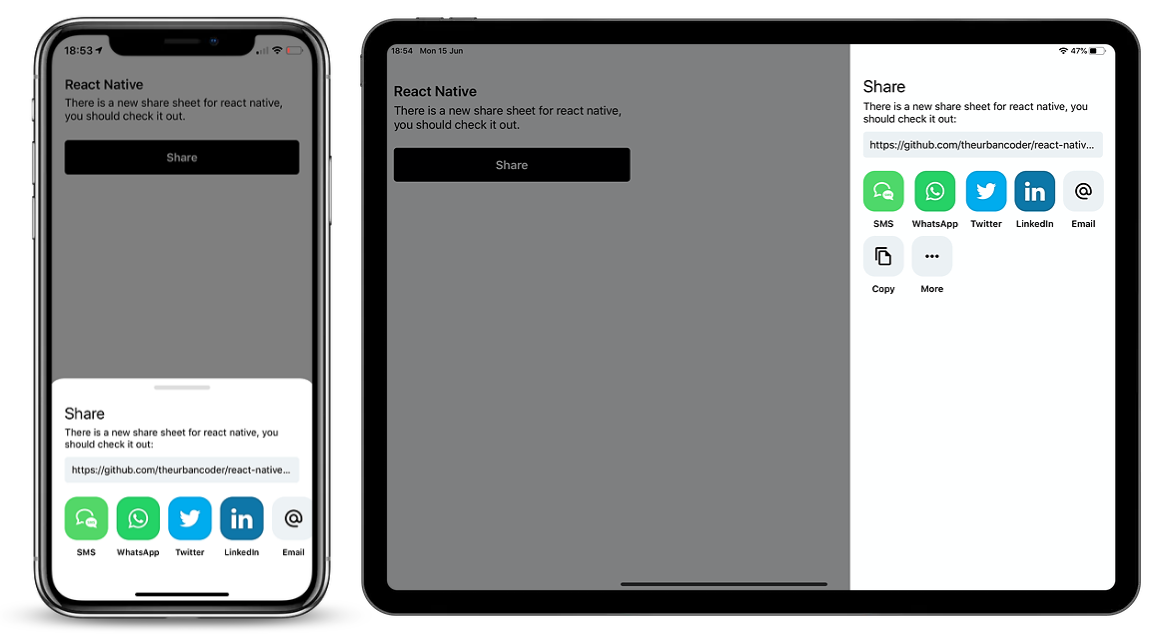 18:53
React Native
There is a new share sheet for react native,
you should check it out.
Share
Share
There is a new share sheet for react native, you
should check it out:
https://github.com/theurbancoder/react-native...
in
@
SMS WhatsApp Twitter LinkedIn Email
18:54 Mon 15 Jun
47%
React Native
There is a new share sheet for react native,
you should check it out.
Share
Share
There is a new share sheet for react native, you
should check it out:
https://github.com/theurbancoder/react-nativ...
in
@
SMS WhatsApp Twitter LinkedIn Email
Copy More